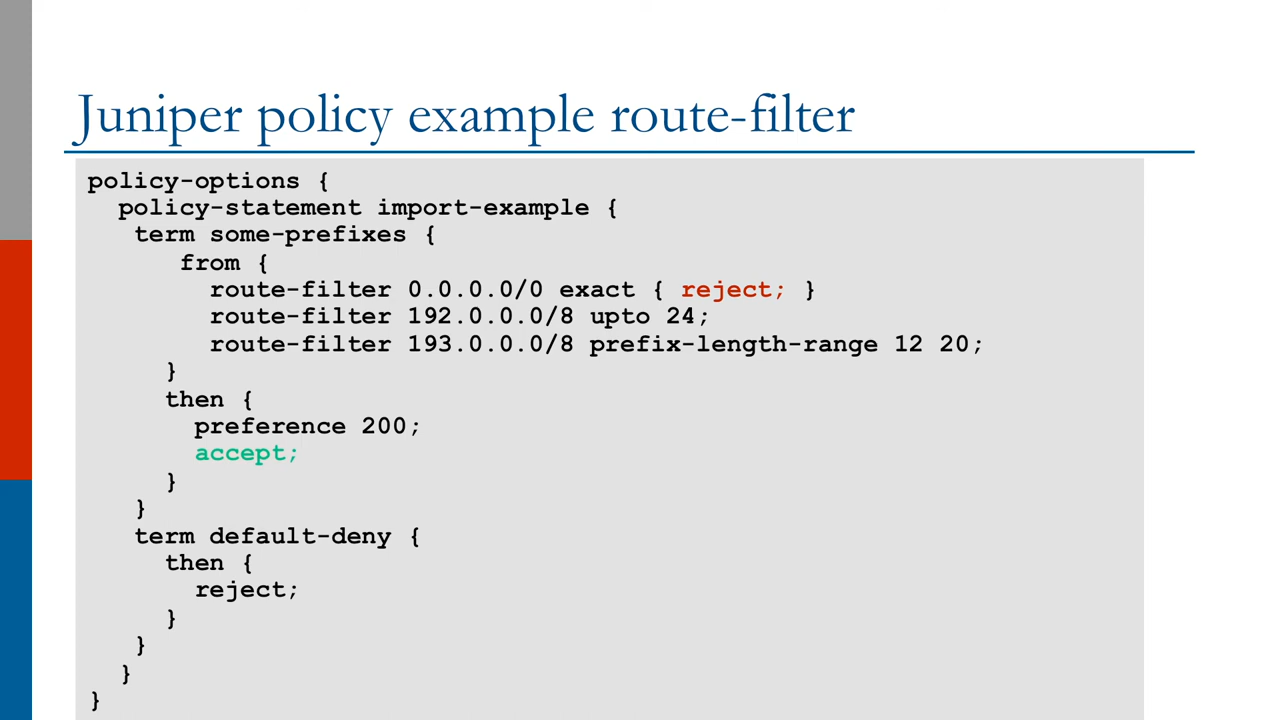 Juniper policy example route-filter
policy-options {
policy-statement import-example {
term some-prefixes {
from {
route-filter 0.0.0.0/0 exact { reject; }
route-filter 192.0.0.0/8 upto 24;
route-filter 193.0.0.0/8 prefix-length-range 12 20;
}
then {
preference 200;
accept;
}
}
term default-deny {
then {
reject;
}
}
}
}